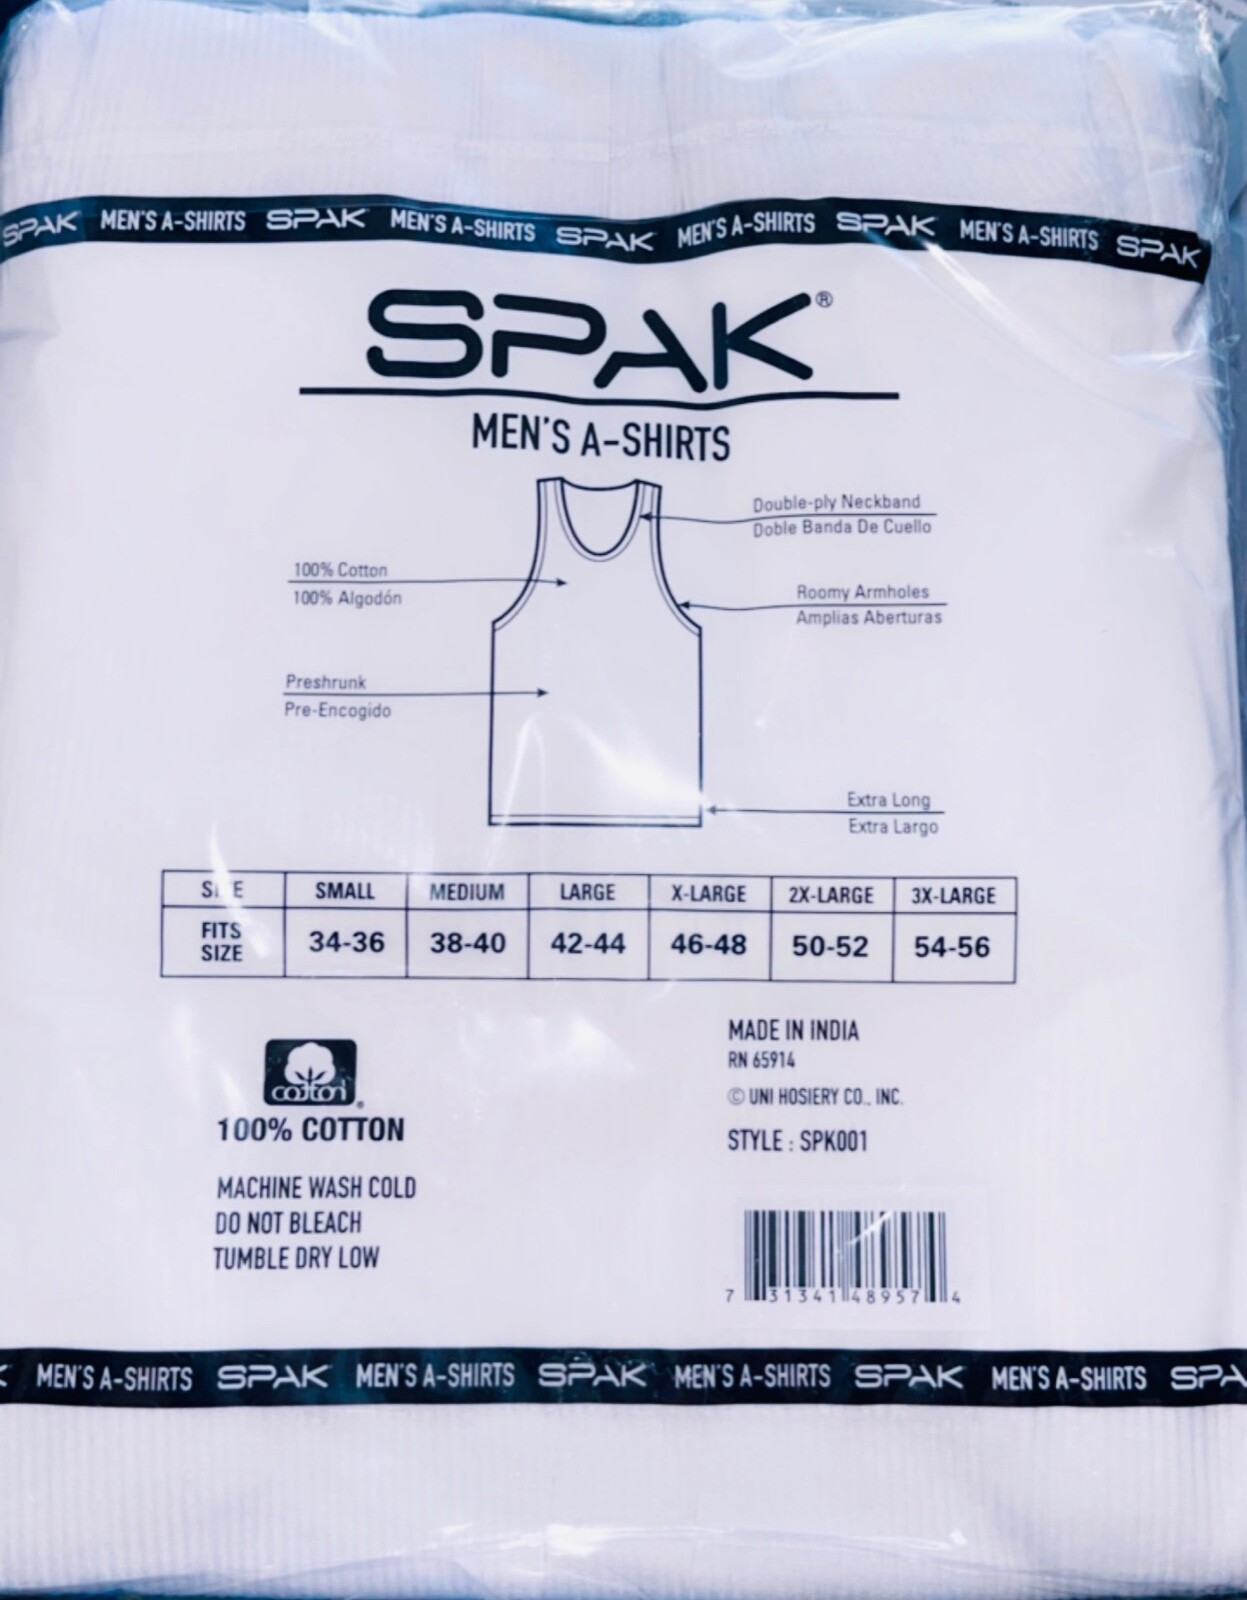 SPAK MEN'S A-SHIRTS SPAK MEN'S A-SHIRTS SPAK MEN'S A-SHIRTS SPAK MEN'S A-SHIRTS SPAK
SPAK®
MEN'S A-SHIRTS
Double-ply Neckband
Doble Banda De Cuello
100% Cotton
100% Algodón
Roomy Armholes
Amplias Aberturas
Preshrunk
Pre-Encogido
Extra Long
Extra Largo
SIZE SMALL MEDIUM LARGE X-LARGE 2X-LARGE 3X-LARGE
FITS SIZE 34-36 38-40 42-44 46-48 50-52 54-56
cotton®
100% COTTON
MACHINE WASH COLD
DO NOT BLEACH
TUMBLE DRY LOW
MADE IN INDIA
RN 65914
© UNI HOSIERY CO., INC.
STYLE : SPK001
7 31341 48957 4
K MEN'S A-SHIRTS SPAK MEN'S A-SHIRTS SPAK MEN'S A-SHIRTS SPAK MEN'S A-SHIRTS SPA